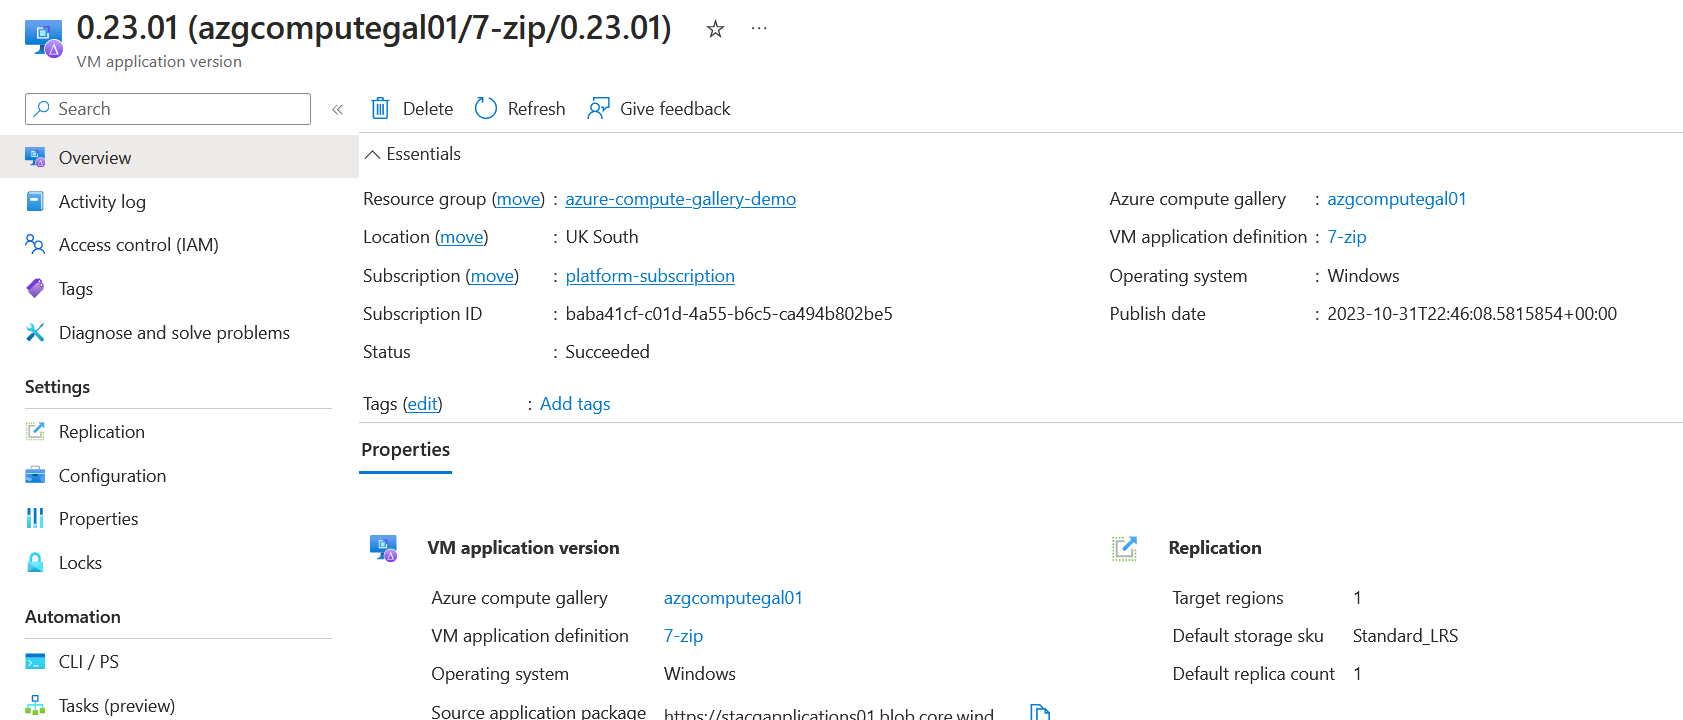 0.23.01 (azgcomputegal01/7-zip/0.23.01)
VM application version
Search
Delete
Refresh
Give feedback
Overview
Activity log
Access control (IAM)
Tags
Diagnose and solve problems
Settings
Replication
Configuration
Properties
Locks
Automation
CLI / PS
Tasks (preview)
Essentials
Resource group (move) : azure-compute-gallery-demo
Location (move) : UK South
Subscription (move) : platform-subscription
Subscription ID : baba41cf-c01d-4a55-b6c5-ca494b802be5
Status : Succeeded
Azure compute gallery : azgcomputegal01
VM application definition : 7-zip
Operating system : Windows
Publish date : 2023-10-31T22:46:08.5815854+00:00
Tags (edit) : Add tags
Properties
VM application version
Azure compute gallery azgcomputegal01
VM application definition 7-zip
Operating system Windows
Source application package https://stacgapplications01.blob.core.wind
Replication
Target regions 1
Default storage sku Standard_LRS
Default replica count 1